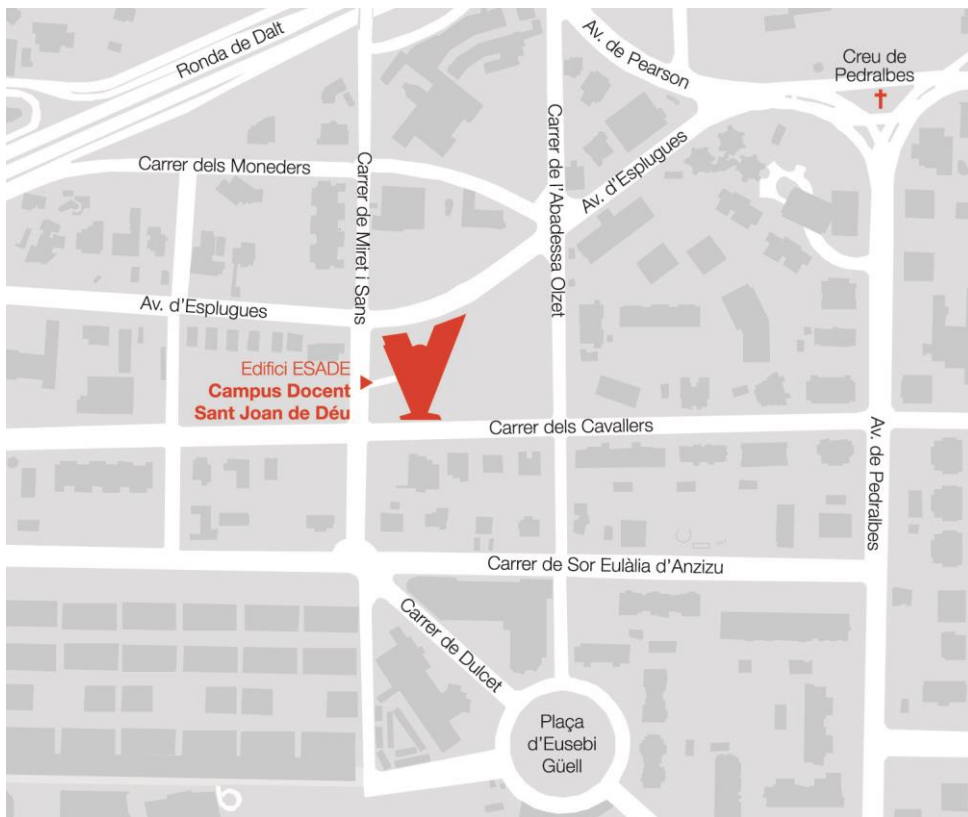 Ronda de Dalt
Av. de Pearson
Creu de
Pedralbes
Carrer dels Moneders
Carrer de Miret i Sans
Carrer de l'Abadessa Olzet
Av. d'Esplugues
Av. d'Esplugues
Edifici ESADE
Campus Docent
Sant Joan de Déu
Carrer dels Cavallers
Av. de Pedralbes
Carrer de Sor Eulàlia d'Anzizu
Carrer de Dulcet
Plaça
d'Eusebi
Güell